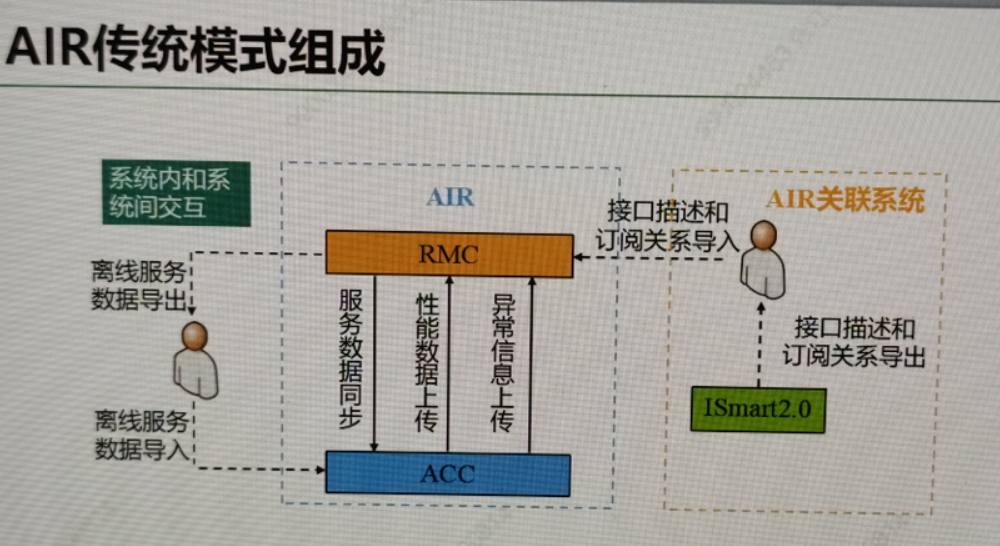 AIR传统模式组成
系统内和系
统间交互
AIR
AIR关联系统
接口描述和
订阅关系导入
RMC
离线服务
数据导出
服务数据同步
性能数据上传
异常信息上传
接口描述和
订阅关系导出
ISmart2.0
离线服务
数据导入
ACC